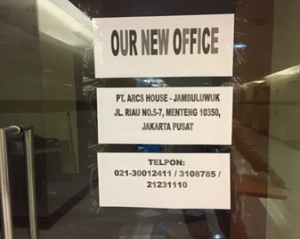 OUR NEW OFFICE
PT. ARCS HOUSE - JAMBULUWUK
JL. RIAU NO.5-7, MENTENG 10350,
JAKARTA PUSAT
TELPON:
021-30012411 / 3108785 /
21231110